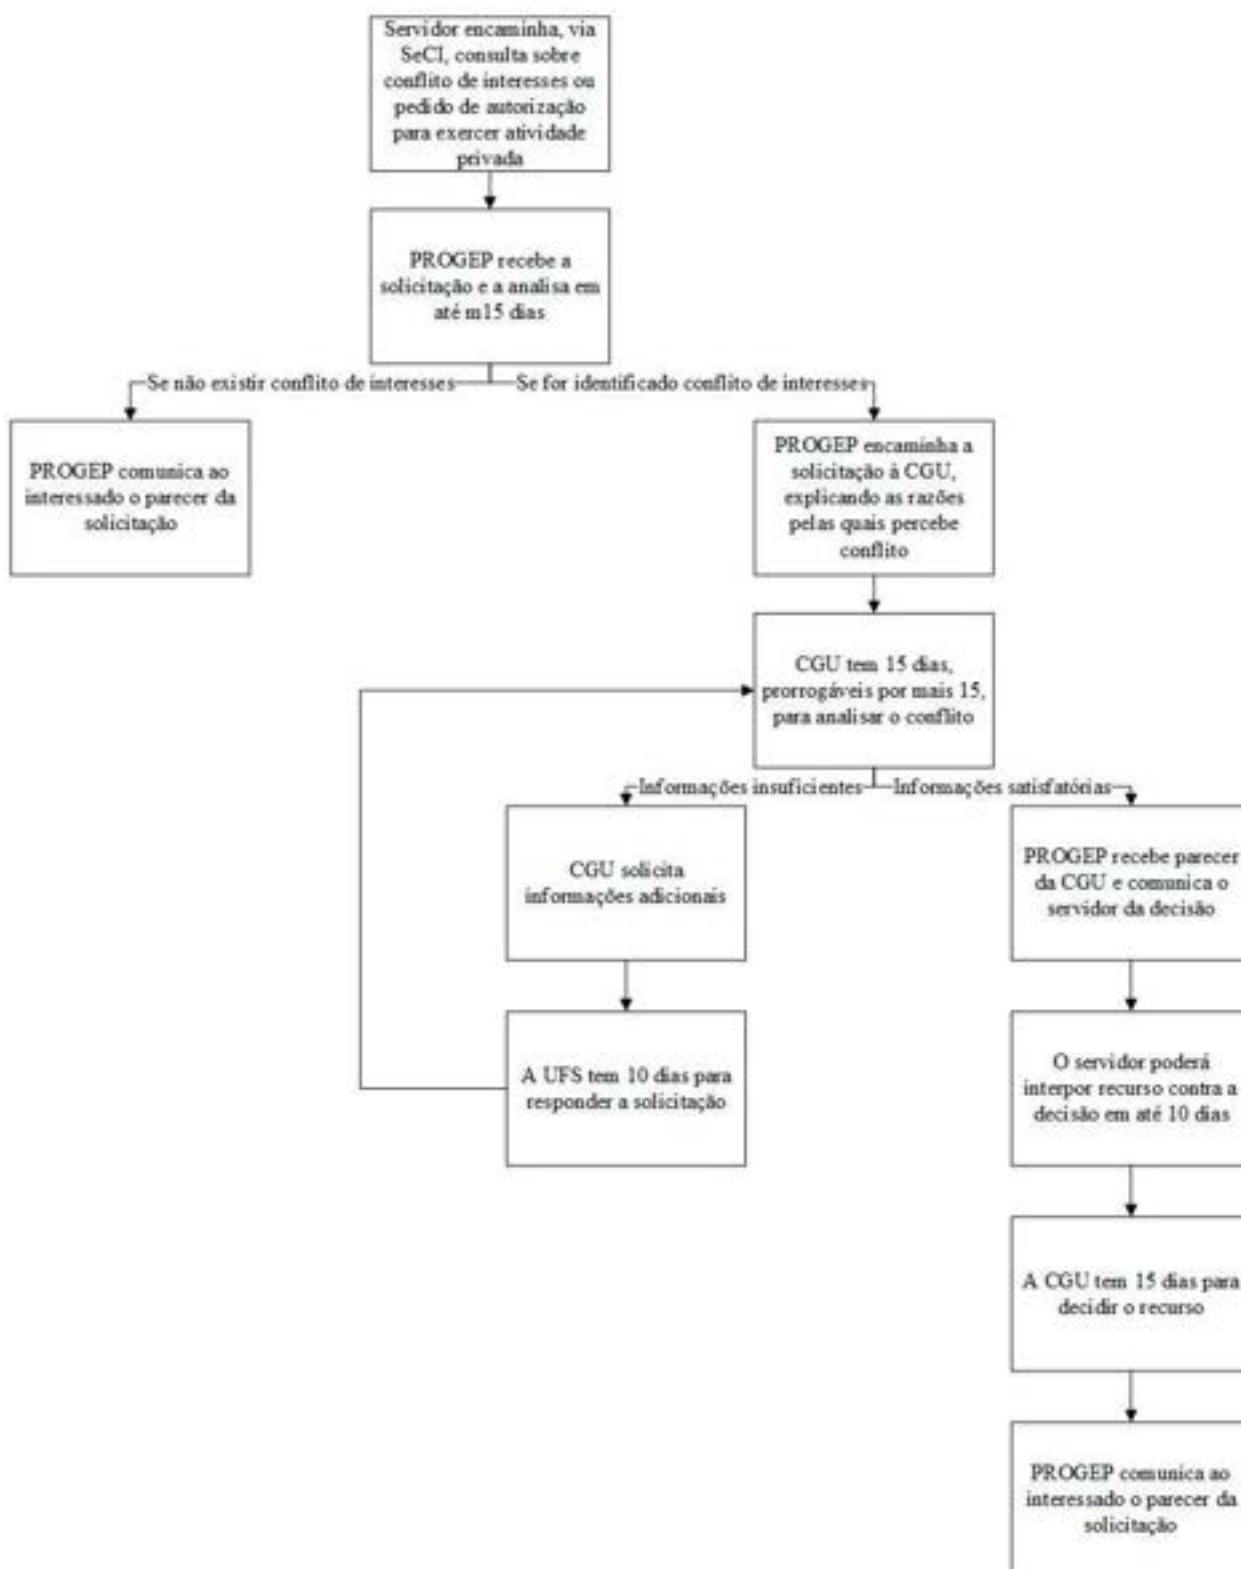 Servidor encaminha, via
SeCI, consulta sobre
conflito de interesses ou
pedido de autorização
para exercer atividade
privada
PROGEP recebe a
solicitação e a analisa em
até m15 dias
Se não existir conflito de interesses
Se for identificado conflito de interesses
PROGEP comunica ao
interessado o parecer da
solicitação
PROGEP encaminha a
solicitação à CGU,
explicando as razões
pelas quais percebe
conflito
CGU tem 15 dias,
prorrogáveis por mais 15,
para analisar o conflito
Informações insuficientes
Informações satisfatórias
CGU solicita
informações adicionais
PROGEP recebe parecer
da CGU e comunica o
servidor da decisão
A UFS tem 10 dias para
responder a solicitação
O servidor poderá
interpor recurso contra a
decisão em até 10 dias
A CGU tem 15 dias para
decidir o recurso
PROGEP comunica ao
interessado o parecer da
solicitação